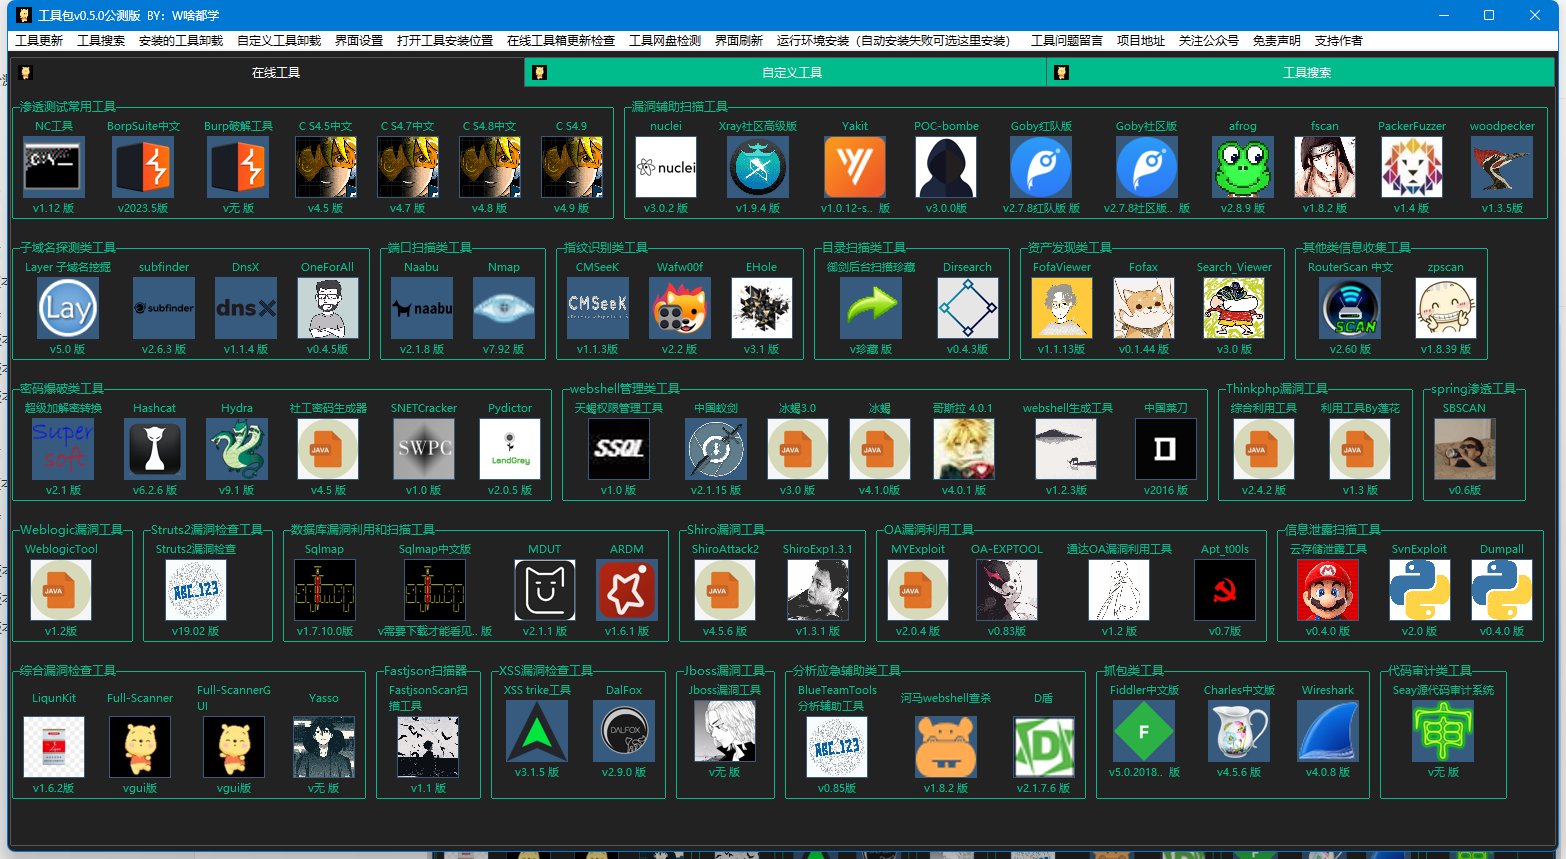 工具包v0.5.0公测版 BY：W啥都学
工具更新 工具搜索 安装的工具卸载 自定义工具卸载 界面设置 打开工具安装位置 在线工具箱更新检查 工具网盘检测 界面刷新 运行环境安装（自动安装失败可选这里安装） 工具问题留言 项目地址 关注公众号 免责声明 支持作者
在线工具 自定义工具 工具搜索
渗透测试常用工具
NC工具 BorpSuite中文 Burp破解工具 C S4.5中文 C S4.7中文 C S4.8中文 C S4.9
v1.12 版 v2023.5版 v无 版 v4.5 版 v4.7 版 v4.8 版 v4.9 版
漏洞辅助扫描工具
nuclei Xray社区高级版 Yakit POC-bombe Goby红队版 Goby社区版 afrog fscan PackerFuzzer woodpecker
nuclei
v3.0.2 版 v1.9.4 版 v1.0.12-s.. 版 v3.0.0版 v2.7.8红队版 版 v2.7.8社区版.. 版 v2.8.9 版 v1.8.2 版 v1.4 版 v1.3.5版
子域名探测类工具
Layer 子域名挖掘 subfinder DnsX OneForAll
Lay subfinder dnsX
v5.0 版 v2.6.3 版 v1.1.4 版 v0.4.5版
端口扫描类工具
Naabu Nmap
naabu
v2.1.8 版 v7.92 版
指纹识别类工具
CMSeeK Wafw00f EHole
CMSeeK
v1.1.3版 v2.2 版 v3.1 版
目录扫描类工具
御剑后台扫描珍藏 Dirsearch
v珍藏 版 v0.4.3版
资产发现类工具
FofaViewer Fofax Search_Viewer
v1.1.13版 v0.1.44 版 v3.0 版
其他类信息收集工具
RouterScan 中文 zpscan
SCAN
v2.60 版 v1.8.39 版
密码爆破类工具
超级加解密转换 Hashcat Hydra 社工密码生成器 SNETCracker Pydictor
Super soft JAVA SWPC LandGrey
v2.1 版 v6.2.6 版 v9.1 版 v4.5 版 v1.0 版 v2.0.5 版
webshell管理类工具
天蝎权限管理工具 中国蚁剑 冰蝎3.0 冰蝎 哥斯拉 4.0.1 webshell生成工具 中国菜刀
SSQL JAVA JAVA
v1.0 版 v2.1.15 版 v3.0 版 v4.1.0版 v4.0.1 版 v1.2.3版 v2016 版
Thinkphp漏洞工具
综合利用工具 利用工具By莲花
JAVA JAVA
v2.4.2 版 v1.3 版
spring渗透工具
SBSCAN
v0.6版
Weblogic漏洞工具
WeblogicTool
JAVA
v1.2版
Struts2漏洞检查工具
Struts2漏洞检查
ABC_123
v19.02 版
数据库漏洞利用和扫描工具
Sqlmap Sqlmap中文版 MDUT ARDM
v1.7.10.0版 v需要下载才能看见.. 版 v2.1.1 版 v1.6.1 版
Shiro漏洞工具
ShiroAttack2 ShiroExp1.3.1
JAVA
v4.5.6 版 v1.3.1 版
OA漏洞利用工具
MYExploit OA-EXPTOOL 通达OA漏洞利用工具 Apt_t00ls
JAVA
v2.0.4 版 v0.83版 v1.2 版 v0.7版
信息泄露扫描工具
云存储泄露工具 SvnExploit Dumpall
v0.4.0 版 v2.0 版 v0.4.0 版
综合漏洞检查工具
LiqunKit Full-Scanner Full-ScannerG
UI
Yasso
v1.6.2版 vgui版 vgui版 v无 版
Fastjson扫描器
FastjsonScan扫
描工具
v1.1 版
XSS漏洞检查工具
XSS trike工具 DalFox
DALFOX
v3.1.5 版 v2.9.0 版
Jboss漏洞工具
Jboss漏洞工具
v无 版
分析应急辅助类工具
BlueTeamTools
分析辅助工具
河马webshell查杀 D盾
ABC_123 D
v0.85版 v1.8.2 版 v2.1.7.6 版
抓包类工具
Fiddler中文版 Charles中文版 Wireshark
F
v5.0.2018.. 版 v4.5.6 版 v4.0.8 版
代码审计类工具
Seay源代码审计系统
审
v无 版